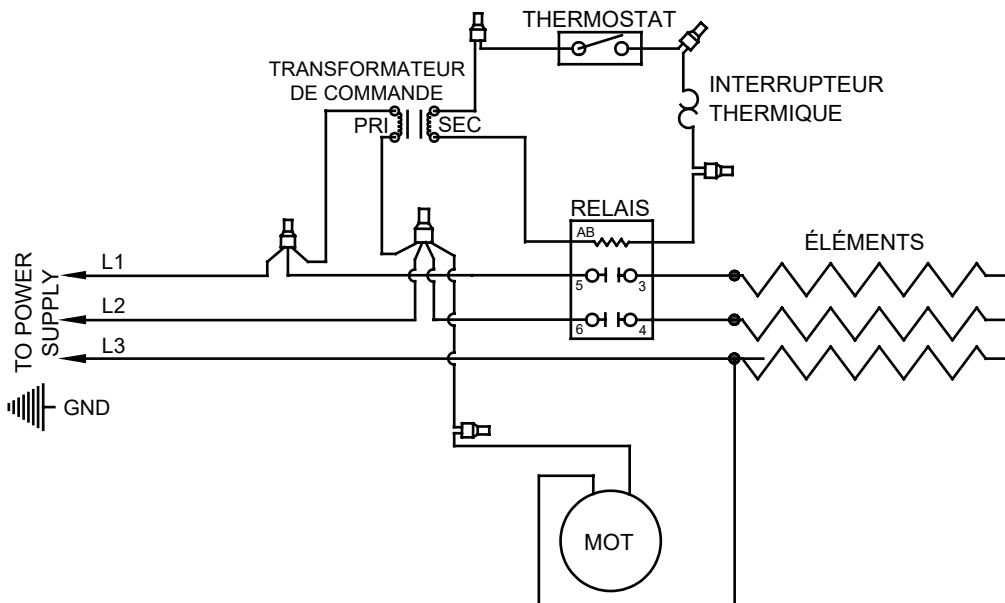 THERMOSTAT
TRANSFORMATEUR
DE COMMANDE
PRI
SEC
INTERRUPTEUR
THERMIQUE
RELAIS
AB
ÉLÉMENTS
TO POWER
SUPPLY
L1
5
3
L2
6
4
L3
GND
MOT